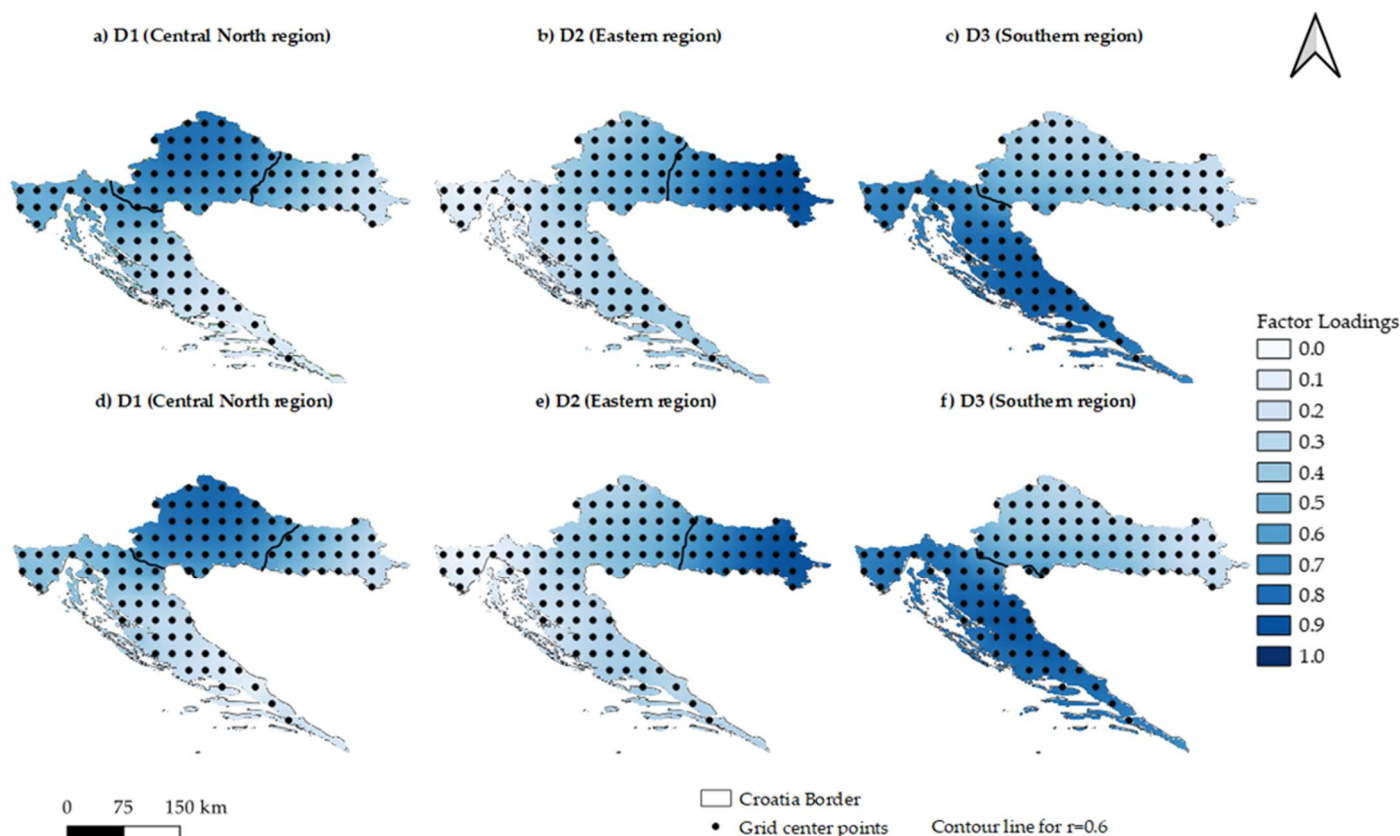 a) D1 (Central North region)
b) D2 (Eastern region)
c) D3 (Southern region)
d) D1 (Central North region)
e) D2 (Eastern region)
f) D3 (Southern region)
Factor Loadings
0.0
0.1
0.2
0.3
0.4
0.5
0.6
0.7
0.8
0.9
1.0
0 75 150 km
Croatia Border
Grid center points
Contour line for r=0.6